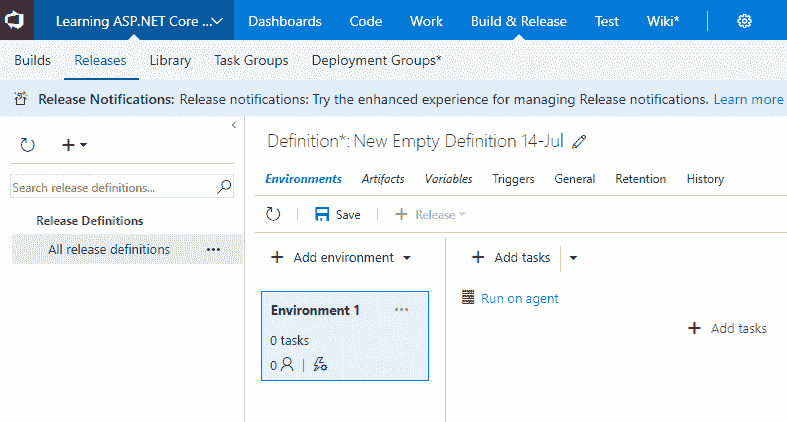 Learning ASP.NET Core ... Dashboards Code Work Build & Release Test Wiki*
Builds Releases Library Task Groups Deployment Groups*
Release Notifications: Release notifications: Try the enhanced experience for managing Release notifications. Learn more
Definition*: New Empty Definition 14-Jul
Search release definitions...
Environments Artifacts Variables Triggers General Retention History
Release Definitions
Save Release
All release definitions ...
Add environment Add tasks
Environment 1 ...
Run on agent
Add tasks
0 tasks
0